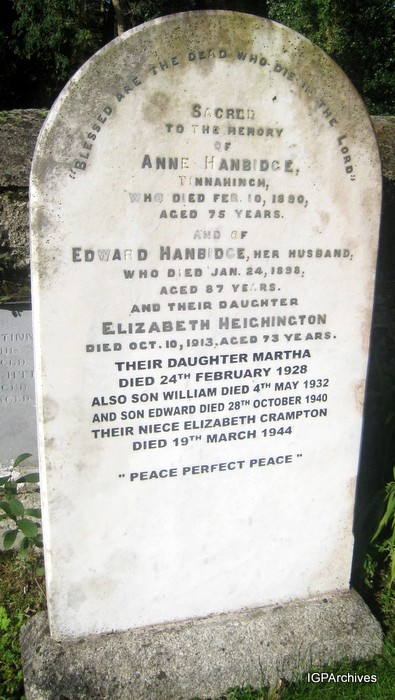 "Blessed are the dead who die in the Lord"
Sacred
to the memory
of
Anne Hanbidge,
Tinnahinch,
who died Feb. 10, 1890,
aged 75 years.
and of
Edward Hanbidge, her husband,
who died Jan. 24, 1898,
aged 87 years.
and their daughter
Elizabeth Heighington
died Oct. 10, 1913, aged 73 years.
THEIR DAUGHTER MARTHA
DIED 24TH FEBRUARY 1928
ALSO SON WILLIAM DIED 4TH MAY 1932
AND SON EDWARD DIED 28TH OCTOBER 1940
THEIR NIECE ELIZABETH CRAMPTON
DIED 19TH MARCH 1944
" PEACE PERFECT PEACE "
IGPArchives